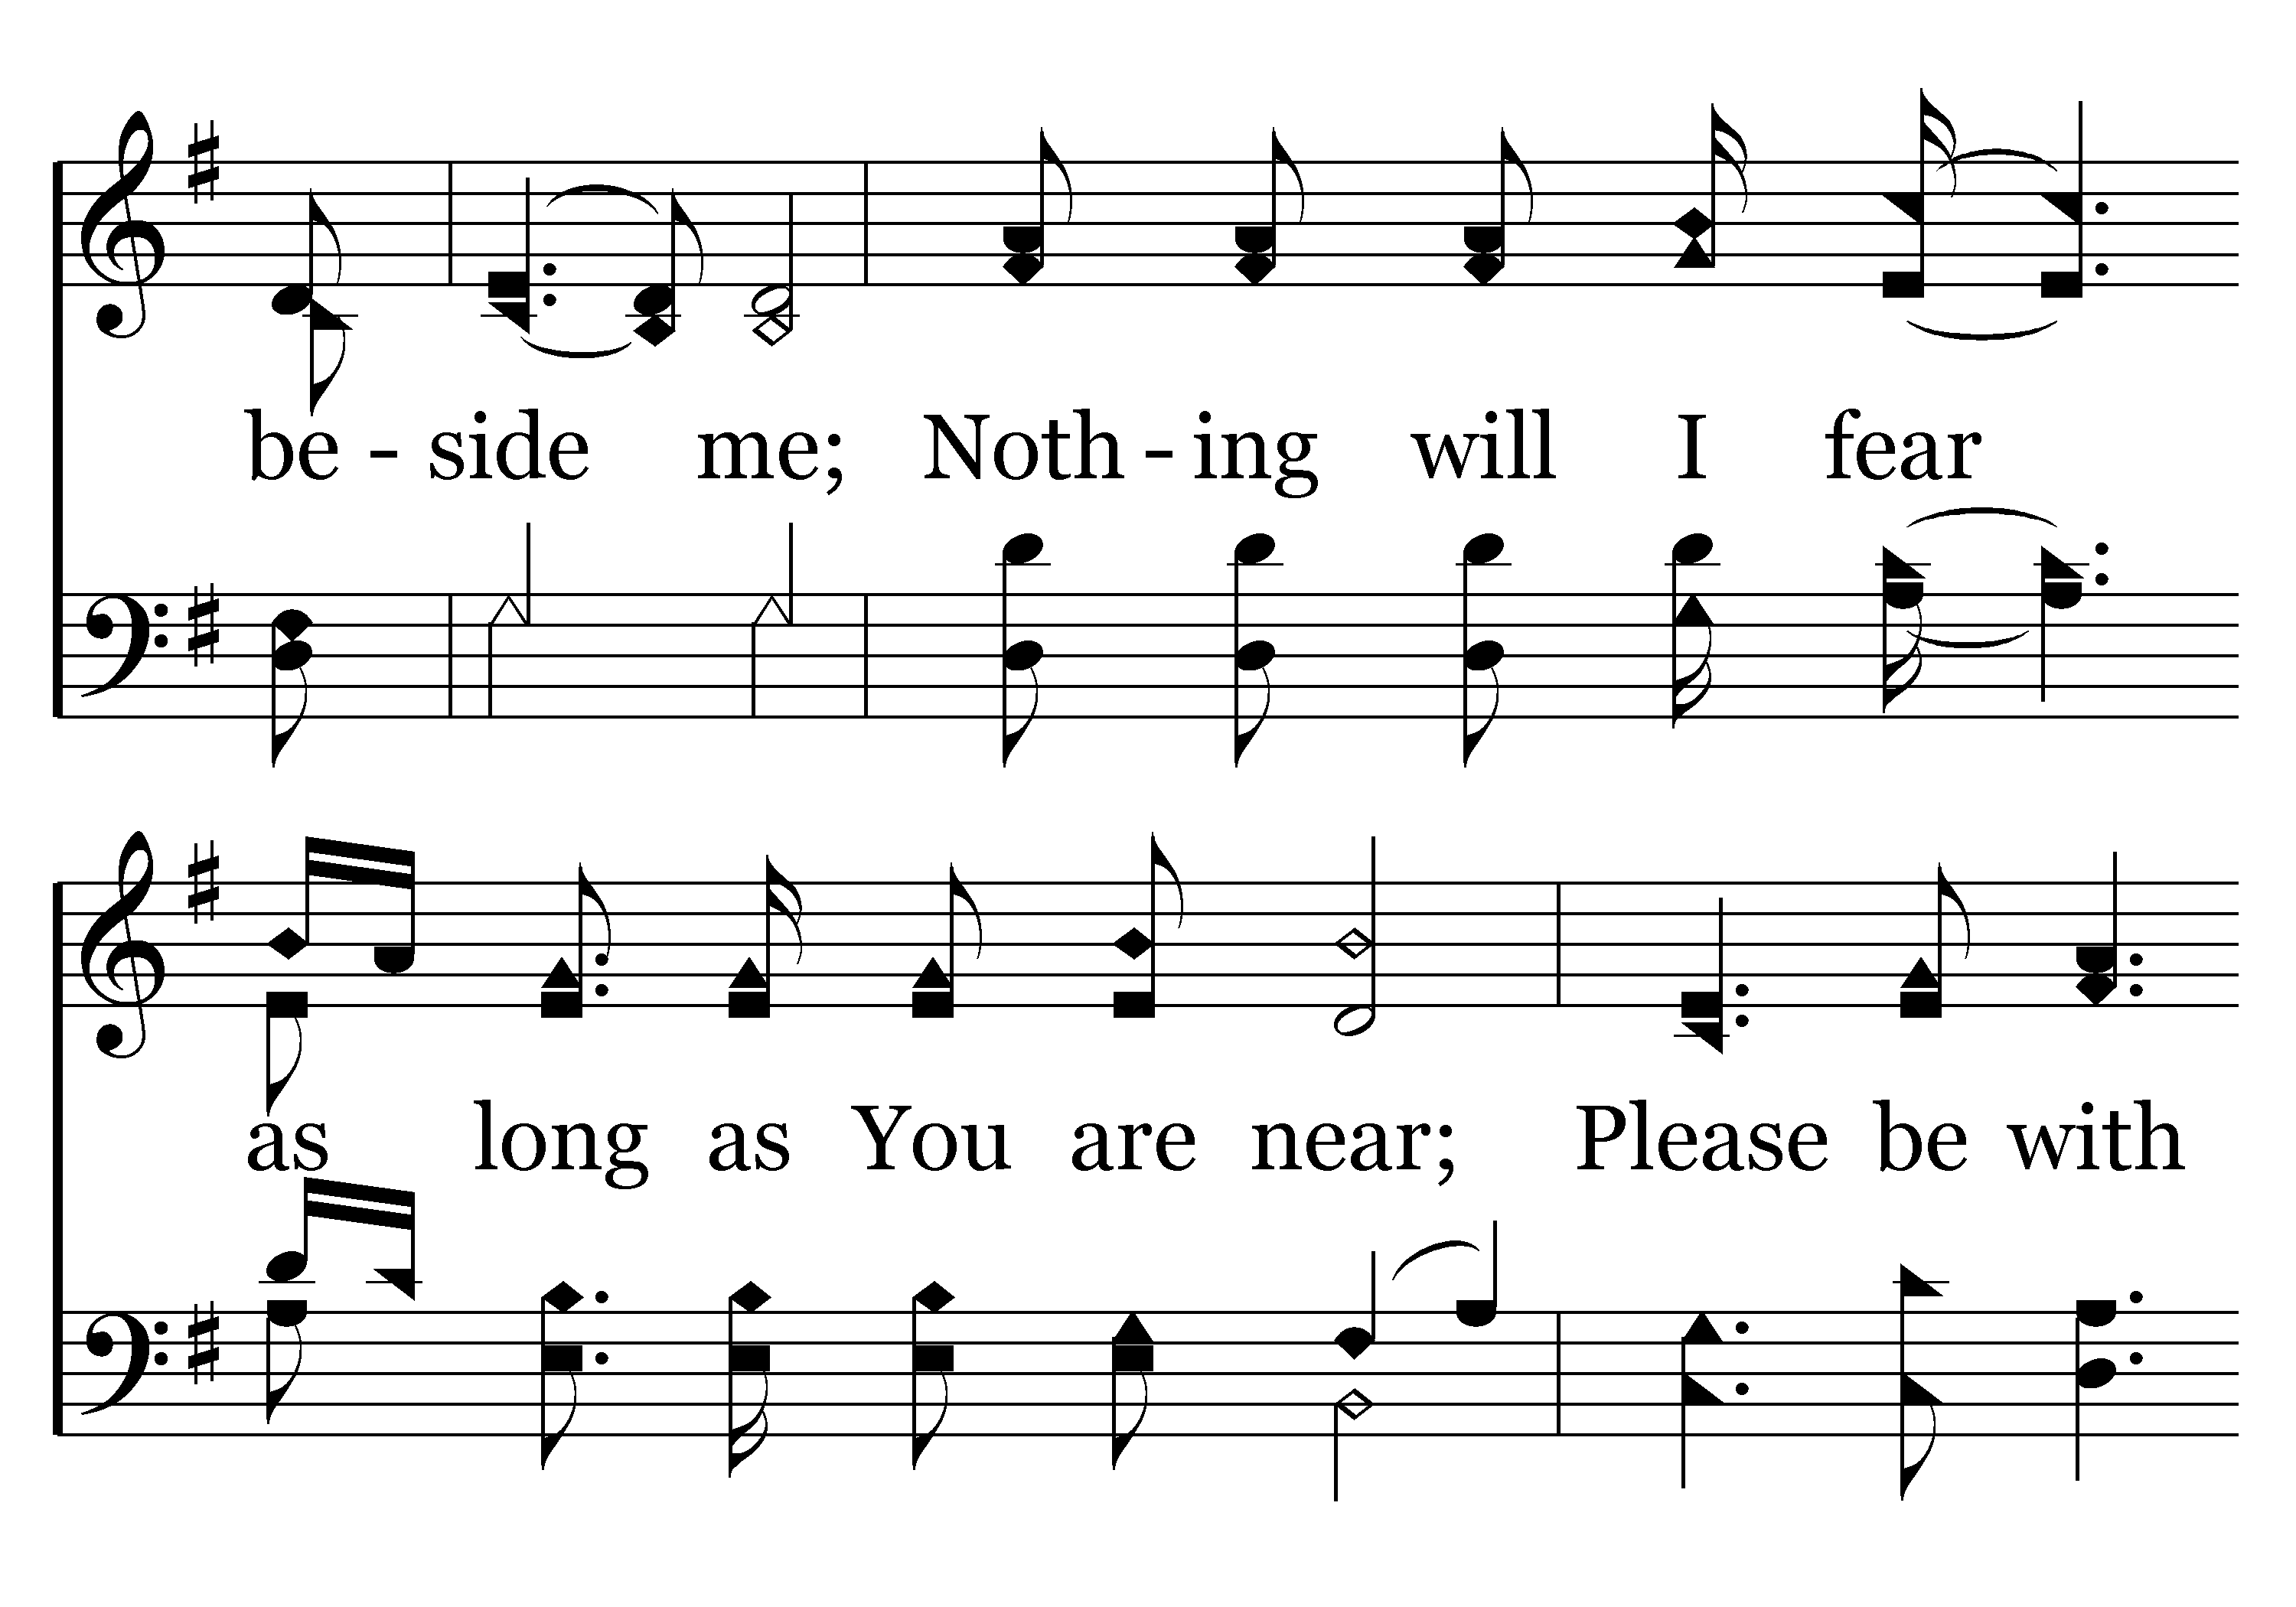 be - side me; Noth - ing will I fear
as long as You are near; Please be with